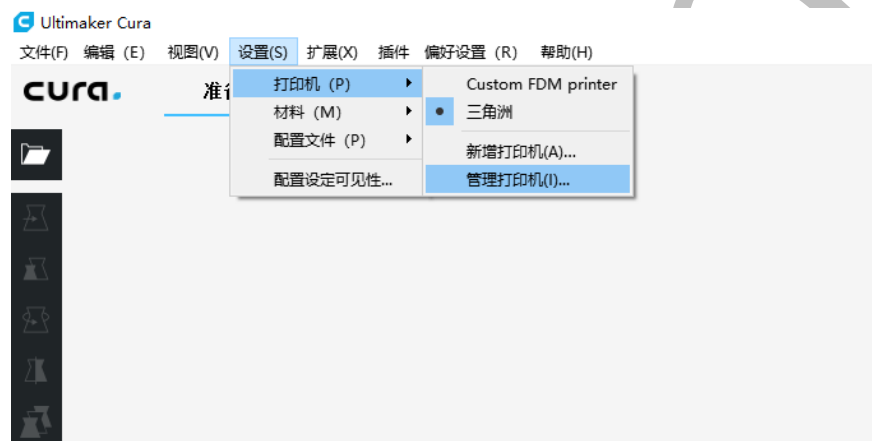 Ultimaker Cura
文件(F) 编辑 (E) 视图(V) 设置(S) 扩展(X) 插件 偏好设置 (R) 帮助(H)
cura.
准
打印机 (P)
材料 (M)
配置文件 (P)
配置设定可见性...
Custom FDM printer
三角洲
新增打印机(A)...
管理打印机(I)...